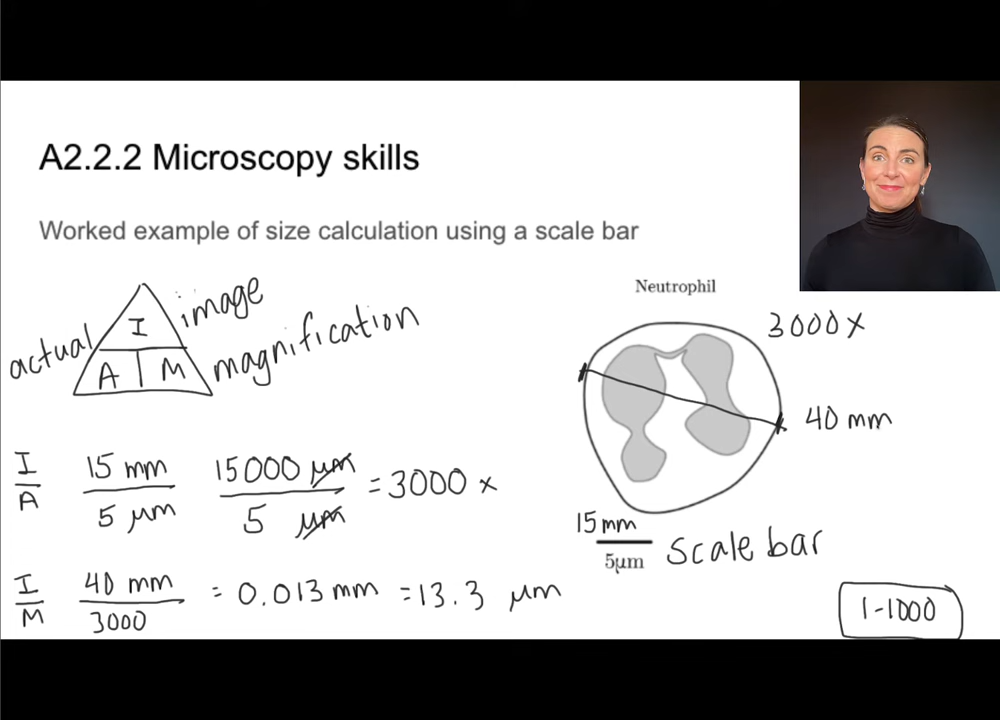 A2.2.2 Microscopy skills
Worked example of size calculation using a scale bar
actual
I
image
A
M
magnification
Neutrophil
3000 x
40 mm
I
A
15 mm
5 μm
15000 μm
5 μm
= 3000 x
15 mm
5μm
scale bar
I
M
40 mm
3000
= 0.013 mm = 13.3 μm
1-1000